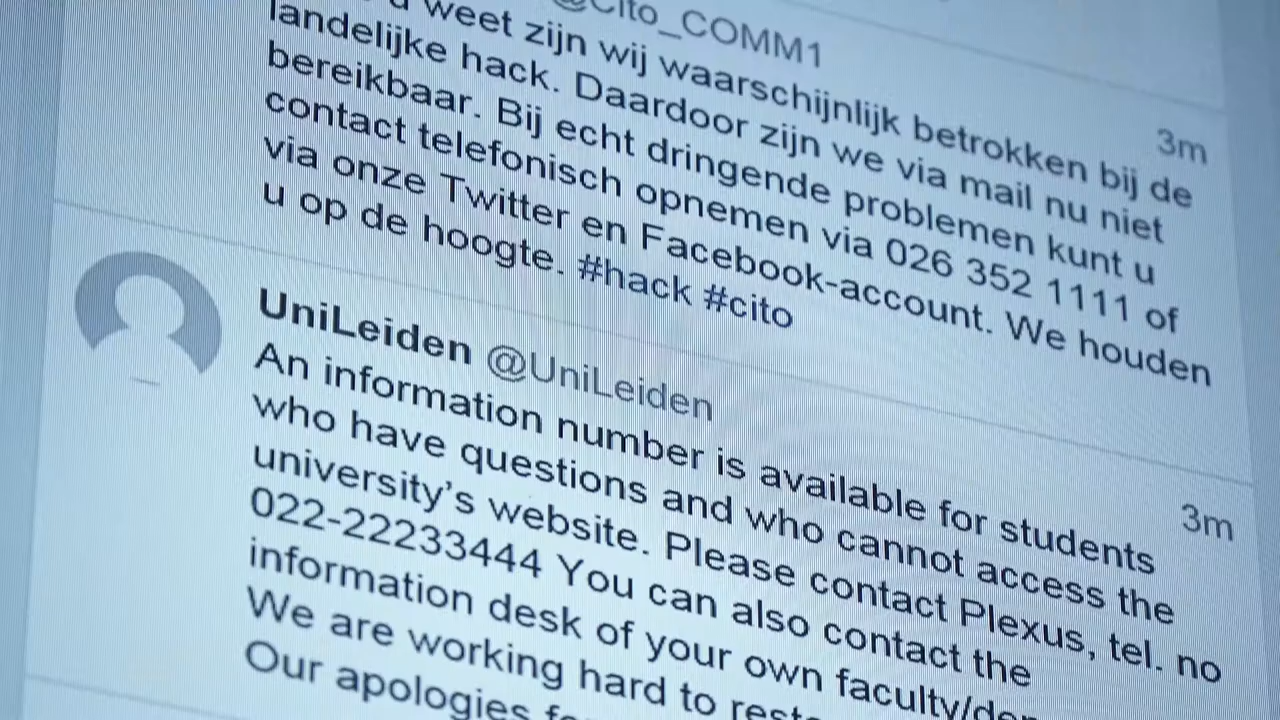 @Cito_COMM1
3m
u weet zijn wij waarschijnlijk betrokken bij de
landelijke hack. Daardoor zijn we via mail nu niet
bereikbaar. Bij echt dringende problemen kunt u
contact telefonisch opnemen via 026 352 1111 of
via onze Twitter en Facebook-account. We houden
u op de hoogte. #hack #cito
UniLeiden @UniLeiden
3m
An information number is available for students
who have questions and who cannot access the
university's website. Please contact Plexus, tel. no
022-22233444 You can also contact the
information desk of your own
We are working hard to
Our apologies